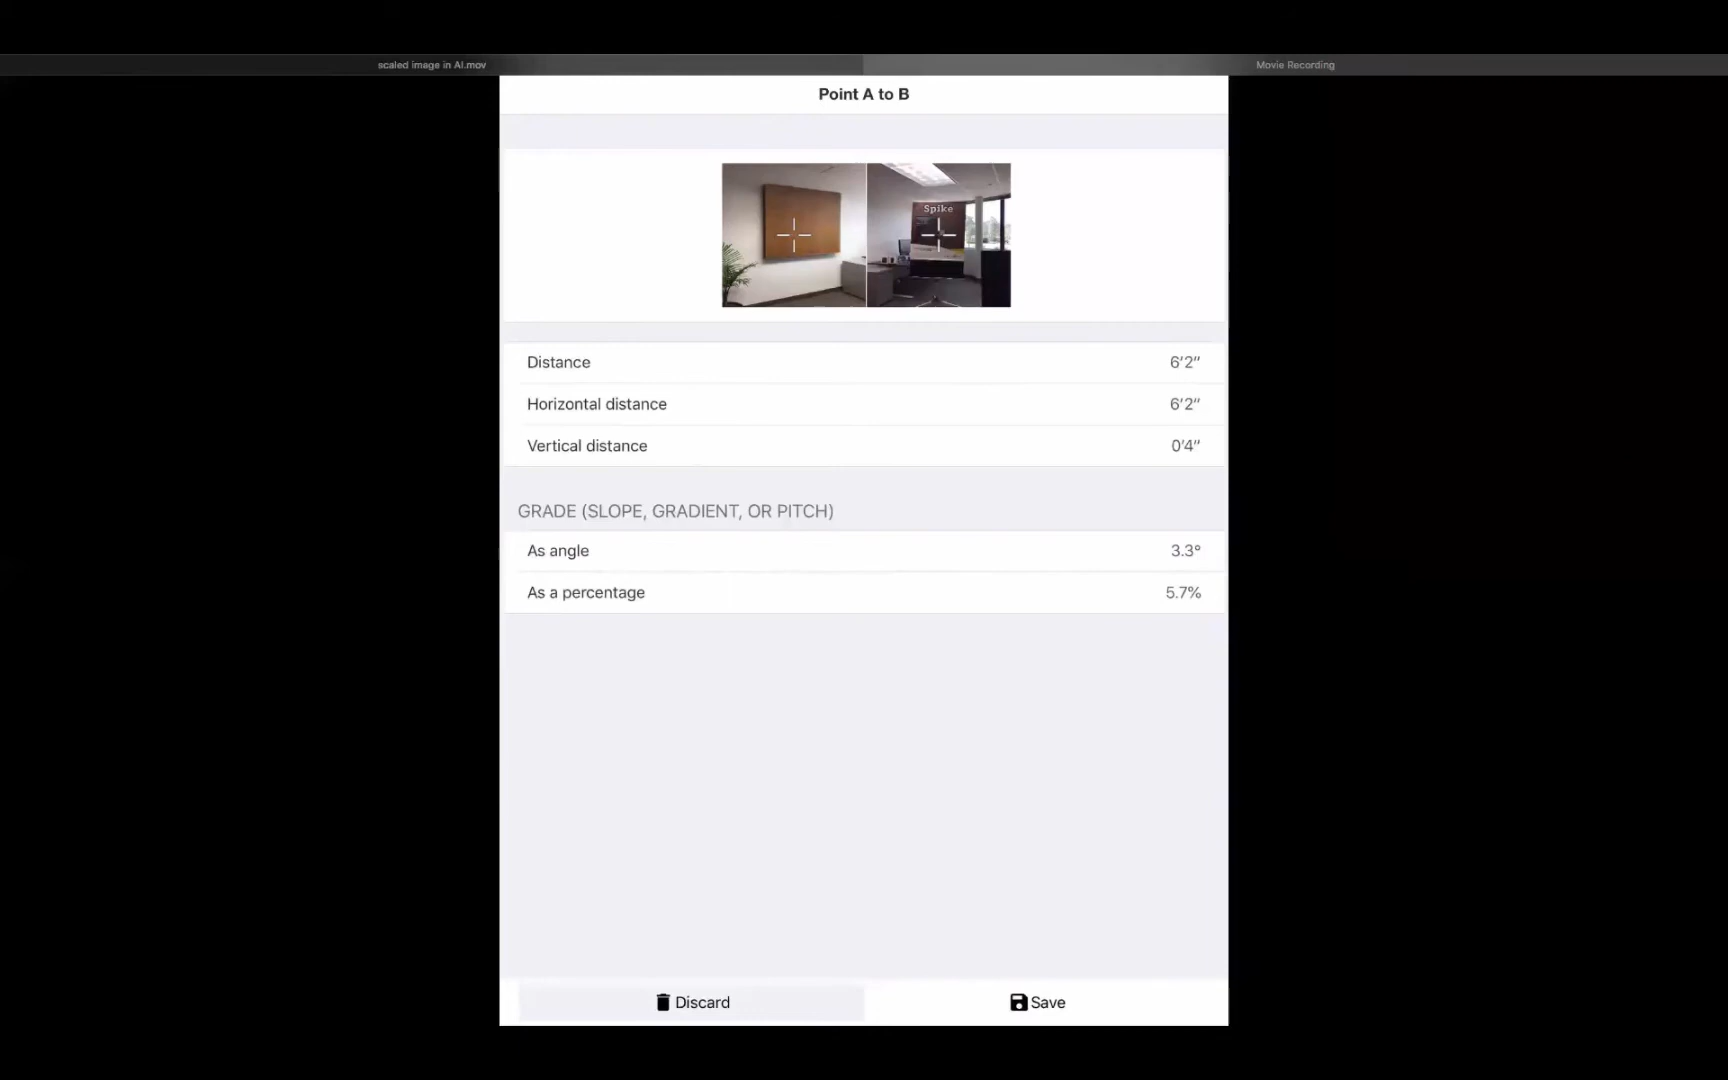 scaled image in AI.mov
Movie Recording
Point A to B
Spike
Distance
6'2"
Horizontal distance
6'2"
Vertical distance
0'4"
GRADE (SLOPE, GRADIENT, OR PITCH)
As angle
3.3°
As a percentage
5.7%
Discard
Save